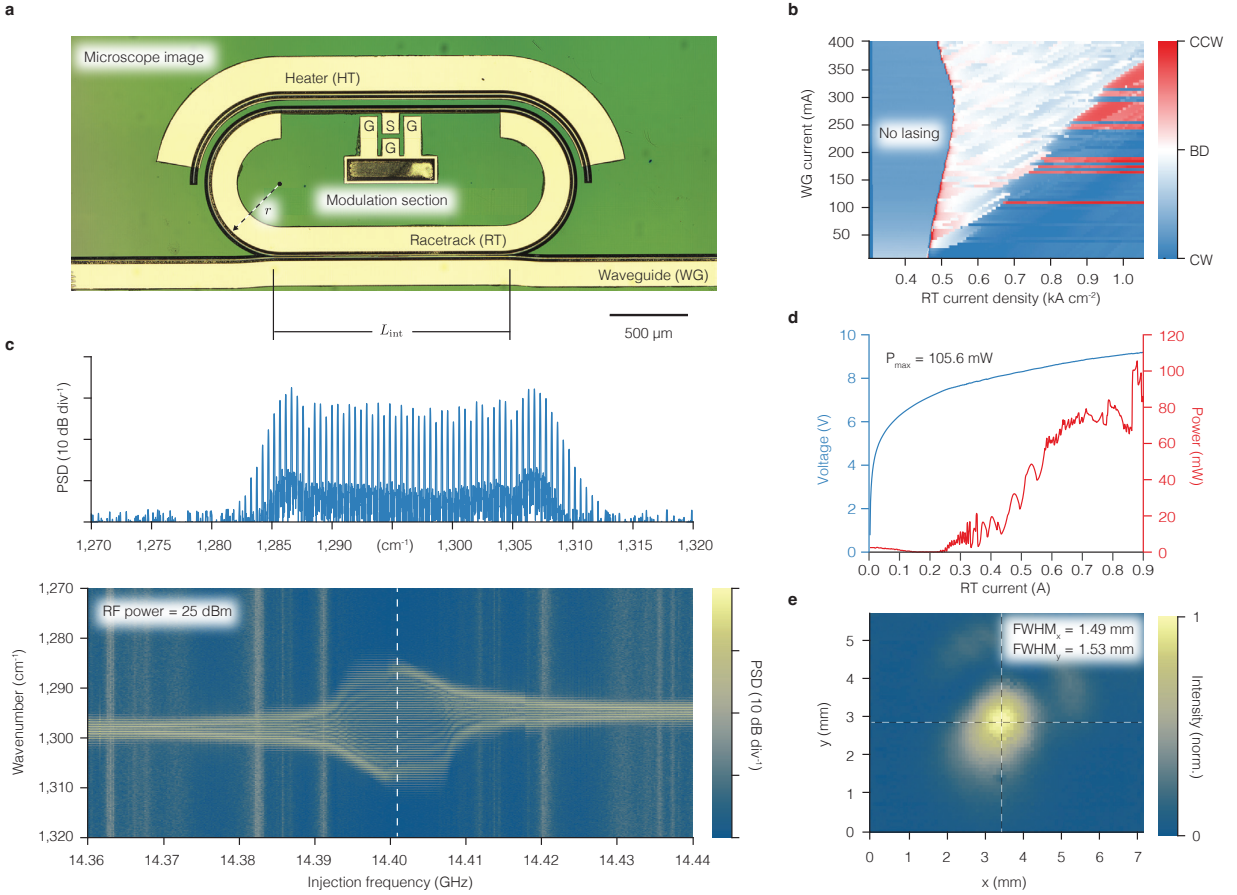 a
Microscope image
Heater (HT)
G S G
G
Modulation section
r
Racetrack (RT)
Waveguide (WG)
L_int
500 µm
b
WG current (mA)
400
350
300
250
200
150
100
50
No lasing
0.4 0.5 0.6 0.7 0.8 0.9 1.0
RT current density (kA cm⁻²)
CCW
BD
CW
c
PSD (10 dB div⁻¹)
1,270 1,275 1,280 1,285 1,290 (cm⁻¹) 1,300 1,305 1,310 1,315 1,320
RF power = 25 dBm
Wavenumber (cm⁻¹)
1,270
1,280
1,290
1,300
1,310
1,320
14.36 14.37 14.38 14.39 14.40 14.41 14.42 14.43 14.44
Injection frequency (GHz)
PSD (10 dB div⁻¹)
d
P_max = 105.6 mW
Voltage (V)
10
8
6
4
2
0
120
100
80
60
40
20
0
Power (mW)
0.0 0.1 0.2 0.3 0.4 0.5 0.6 0.7 0.8 0.9
RT current (A)
e
FWHM_x = 1.49 mm
FWHM_y = 1.53 mm
y (mm)
5
4
3
2
1
0
0 1 2 3 4 5 6 7
x (mm)
1
0
Intensity (norm.)